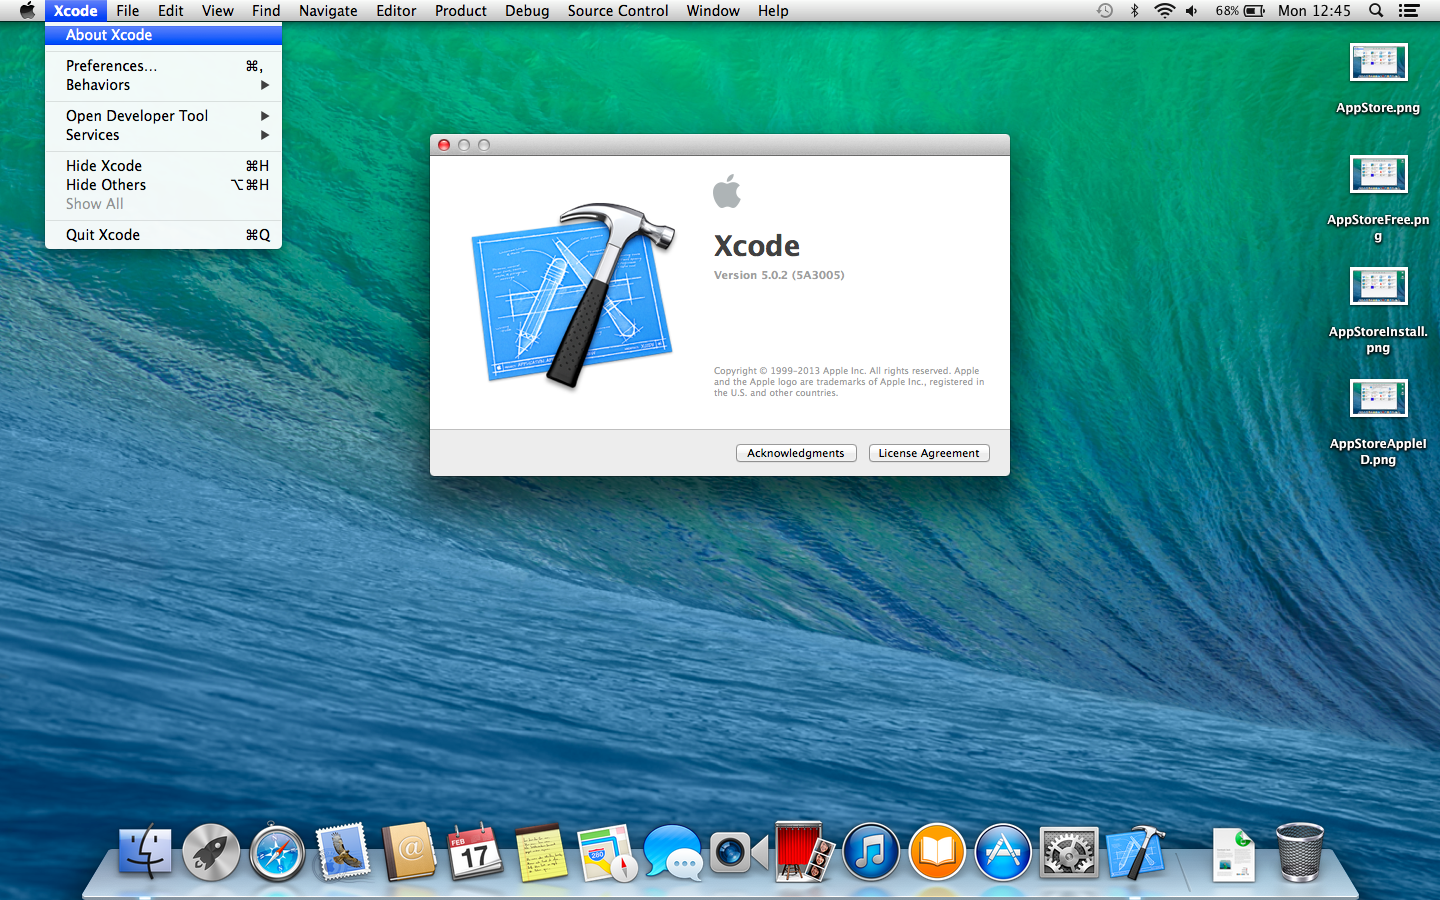 Xcode File Edit View Find Navigate Editor Product Debug Source Control Window Help 68% Mon 12:45
About Xcode
Preferences... ⌘,
Behaviors ▶
Open Developer Tool ▶
Services ▶
Hide Xcode ⌘H
Hide Others ⌥⌘H
Show All
Quit Xcode ⌘Q
Xcode
Version 5.0.2 (5A3005)
Copyright © 1999-2013 Apple Inc. All rights reserved. Apple
and the Apple logo are trademarks of Apple Inc., registered in
the U.S. and other countries.
Acknowledgments License Agreement
AppStore.png
AppStoreFree.pn
g
AppStoreInstall.
png
AppStoreAppleI
D.png
FEB
17
280
@